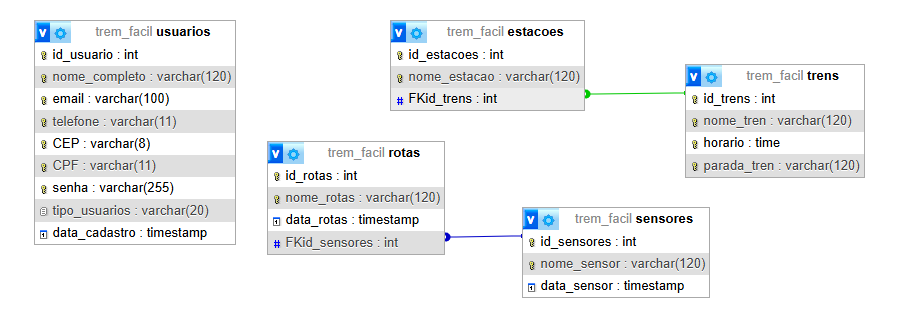 trem_facil usuarios
id_usuario : int
nome_completo : varchar(120)
email : varchar(100)
telefone : varchar(11)
CEP : varchar(8)
CPF : varchar(11)
senha : varchar(255)
tipo_usuarios : varchar(20)
data_cadastro : timestamp
trem_facil estacoes
id_estacoes : int
nome_estacao : varchar(120)
FKid_trens : int
trem_facil trens
id_trens : int
nome_tren : varchar(120)
horario : time
parada_tren : varchar(120)
trem_facil rotas
id_rotas : int
nome_rotas : varchar(120)
data_rotas : timestamp
FKid_sensores : int
trem_facil sensores
id_sensores : int
nome_sensor : varchar(120)
data_sensor : timestamp